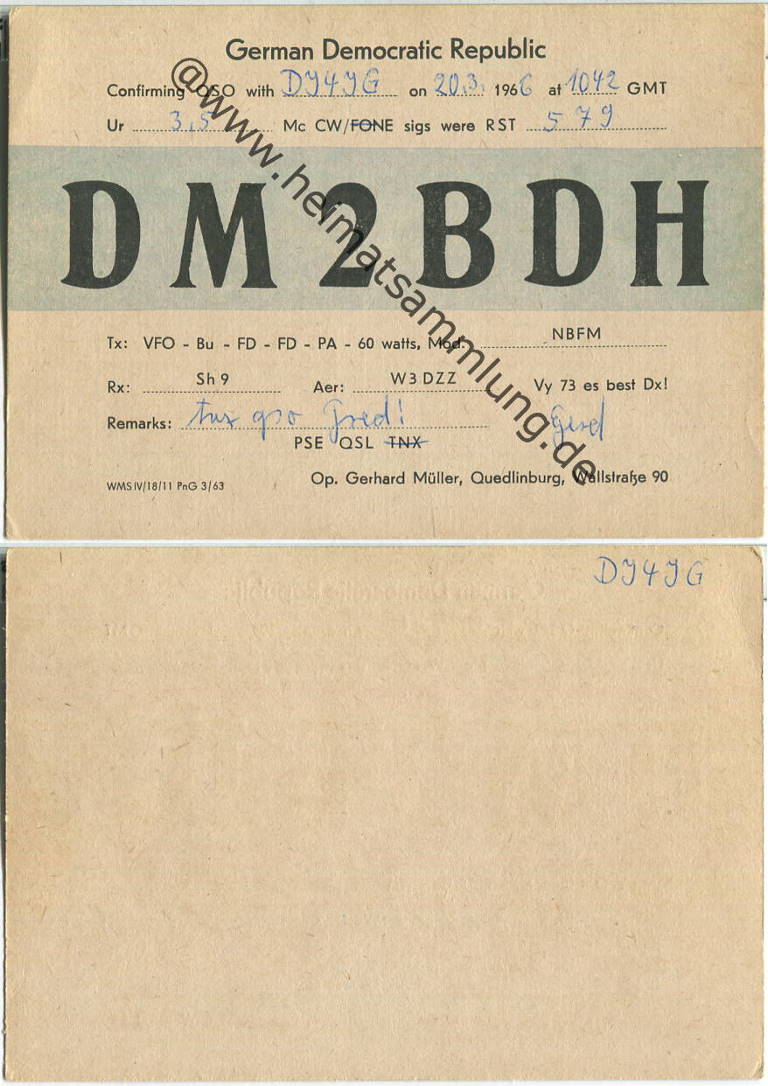 German Democratic Republic
Confirming QSO with DJ4JG on 20.3. 1966 at 1042 GMT
Ur 3,5 Mc CW/FONE sigs were RST 579
DM2BDH
Tx: VFO - Bu - FD - FD - PA - 60 watts, Mod. NBFM
Rx: Sh 9 Aer: W3DZZ Vy 73 es best Dx!
Remarks: tnx qso Gerd! Gerd
PSE QSL TNX
WMS IV/18/11 PnG 3/63 Op. Gerhard Müller, Quedlinburg, Wallstraße 90
@www.heimatsammlung.de
DJ4JG